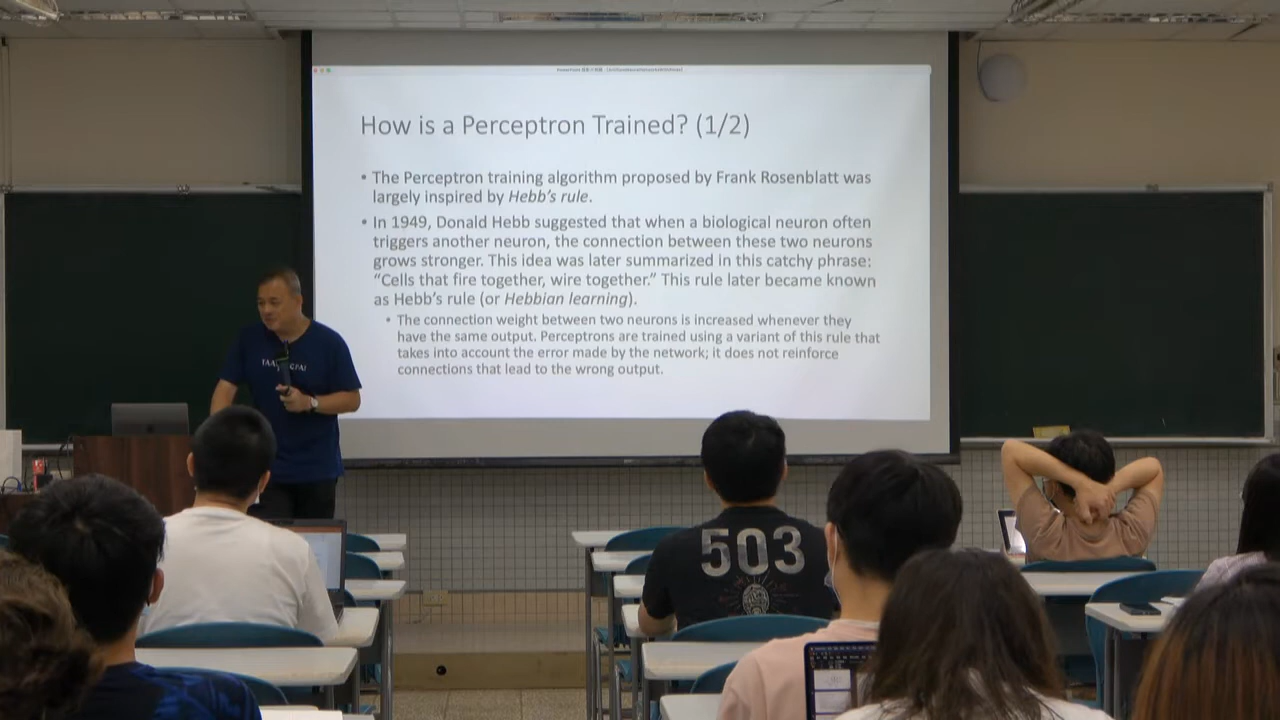 How is a Perceptron Trained? (1/2)
• The Perceptron training algorithm proposed by Frank Rosenblatt was
largely inspired by Hebb's rule.
• In 1949, Donald Hebb suggested that when a biological neuron often
triggers another neuron, the connection between these two neurons
grows stronger. This idea was later summarized in this catchy phrase:
“Cells that fire together, wire together.” This rule later became known
as Hebb's rule (or Hebbian learning).
• The connection weight between two neurons is increased whenever they
have the same output. Perceptrons are trained using a variant of this rule that
takes into account the error made by the network; it does not reinforce
connections that lead to the wrong output.
503